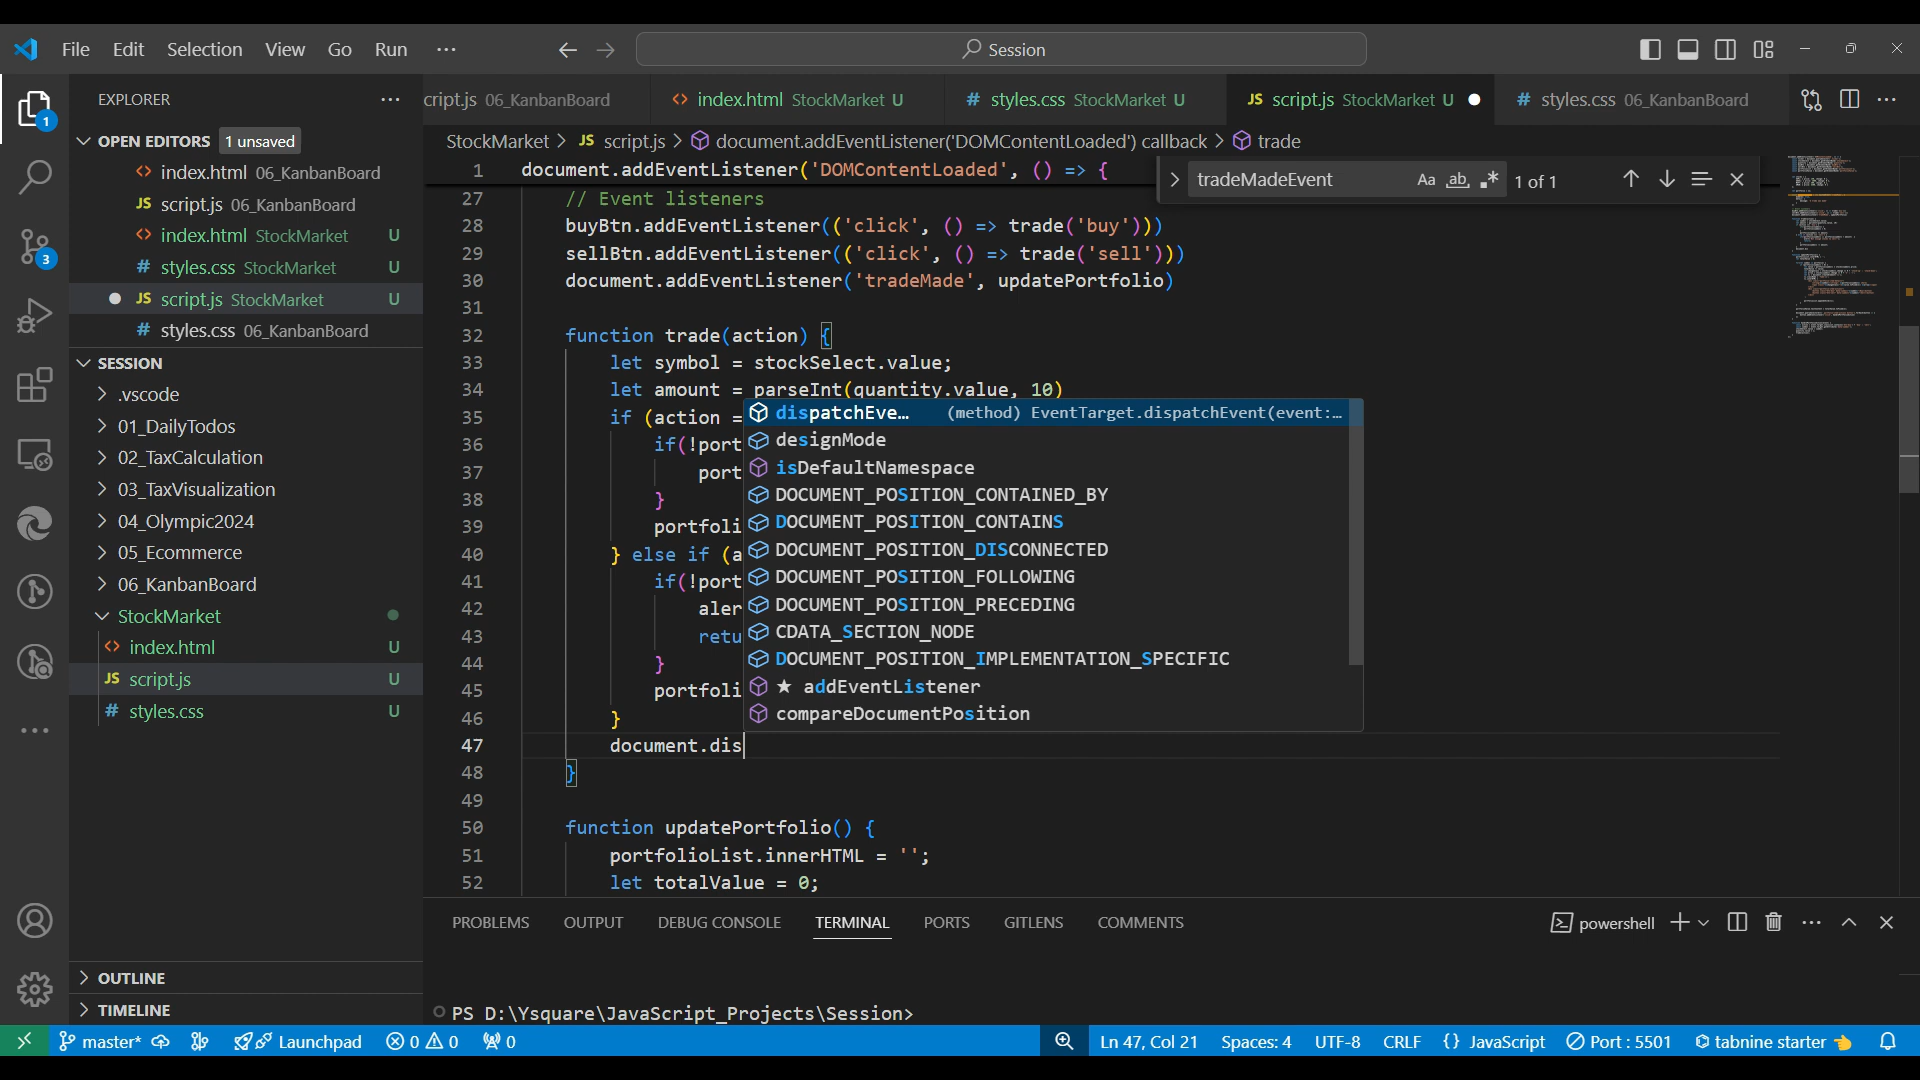 File Edit Selection View Go Run ...
Session
EXPLORER
OPEN EDITORS 1 unsaved
index.html 06_KanbanBoard
JS script.js 06_KanbanBoard
index.html StockMarket U
# styles.css StockMarket U
JS script.js StockMarket U
# styles.css 06_KanbanBoard
SESSION
.vscode
01_DailyTodos
02_TaxCalculation
03_TaxVisualization
04_Olympic2024
05_Ecommerce
06_KanbanBoard
StockMarket
index.html U
JS script.js U
# styles.css U
OUTLINE
TIMELINE
1
3
cript.js 06_KanbanBoard
index.html StockMarket U
# styles.css StockMarket U
JS script.js StockMarket U
# styles.css 06_KanbanBoard
StockMarket > JS script.js > document.addEventListener('DOMContentLoaded') callback > trade
tradeMadeEvent Aa ab .* 1 of 1
1 document.addEventListener('DOMContentLoaded', () => {
27 // Event listeners
28 buyBtn.addEventListener(('click', () => trade('buy')))
29 sellBtn.addEventListener(('click', () => trade('sell')))
30 document.addEventListener('tradeMade', updatePortfolio)
31
32 function trade(action) {
33 let symbol = stockSelect.value;
34 let amount = parseInt(quantity.value, 10)
35 if (action =
36 if(!port
37 port
38 }
39 portfoli
40 } else if (a
41 if(!port
42 aler
43 retu
44 }
45 portfoli
46 }
47 document.dis
48 }
49
50 function updatePortfolio() {
51 portfolioList.innerHTML = '';
52 let totalValue = 0;
dispatchEve... (method) EventTarget.dispatchEvent(event:...
designMode
isDefaultNamespace
DOCUMENT_POSITION_CONTAINED_BY
DOCUMENT_POSITION_CONTAINS
DOCUMENT_POSITION_DISCONNECTED
DOCUMENT_POSITION_FOLLOWING
DOCUMENT_POSITION_PRECEDING
CDATA_SECTION_NODE
DOCUMENT_POSITION_IMPLEMENTATION_SPECIFIC
★ addEventListener
compareDocumentPosition
PROBLEMS OUTPUT DEBUG CONSOLE TERMINAL PORTS GITLENS COMMENTS
powershell
PS D:\Ysquare\JavaScript_Projects\Session>
master* Launchpad 0 0 0
Ln 47, Col 21 Spaces: 4 UTF-8 CRLF {} JavaScript Port : 5501 tabnine starter